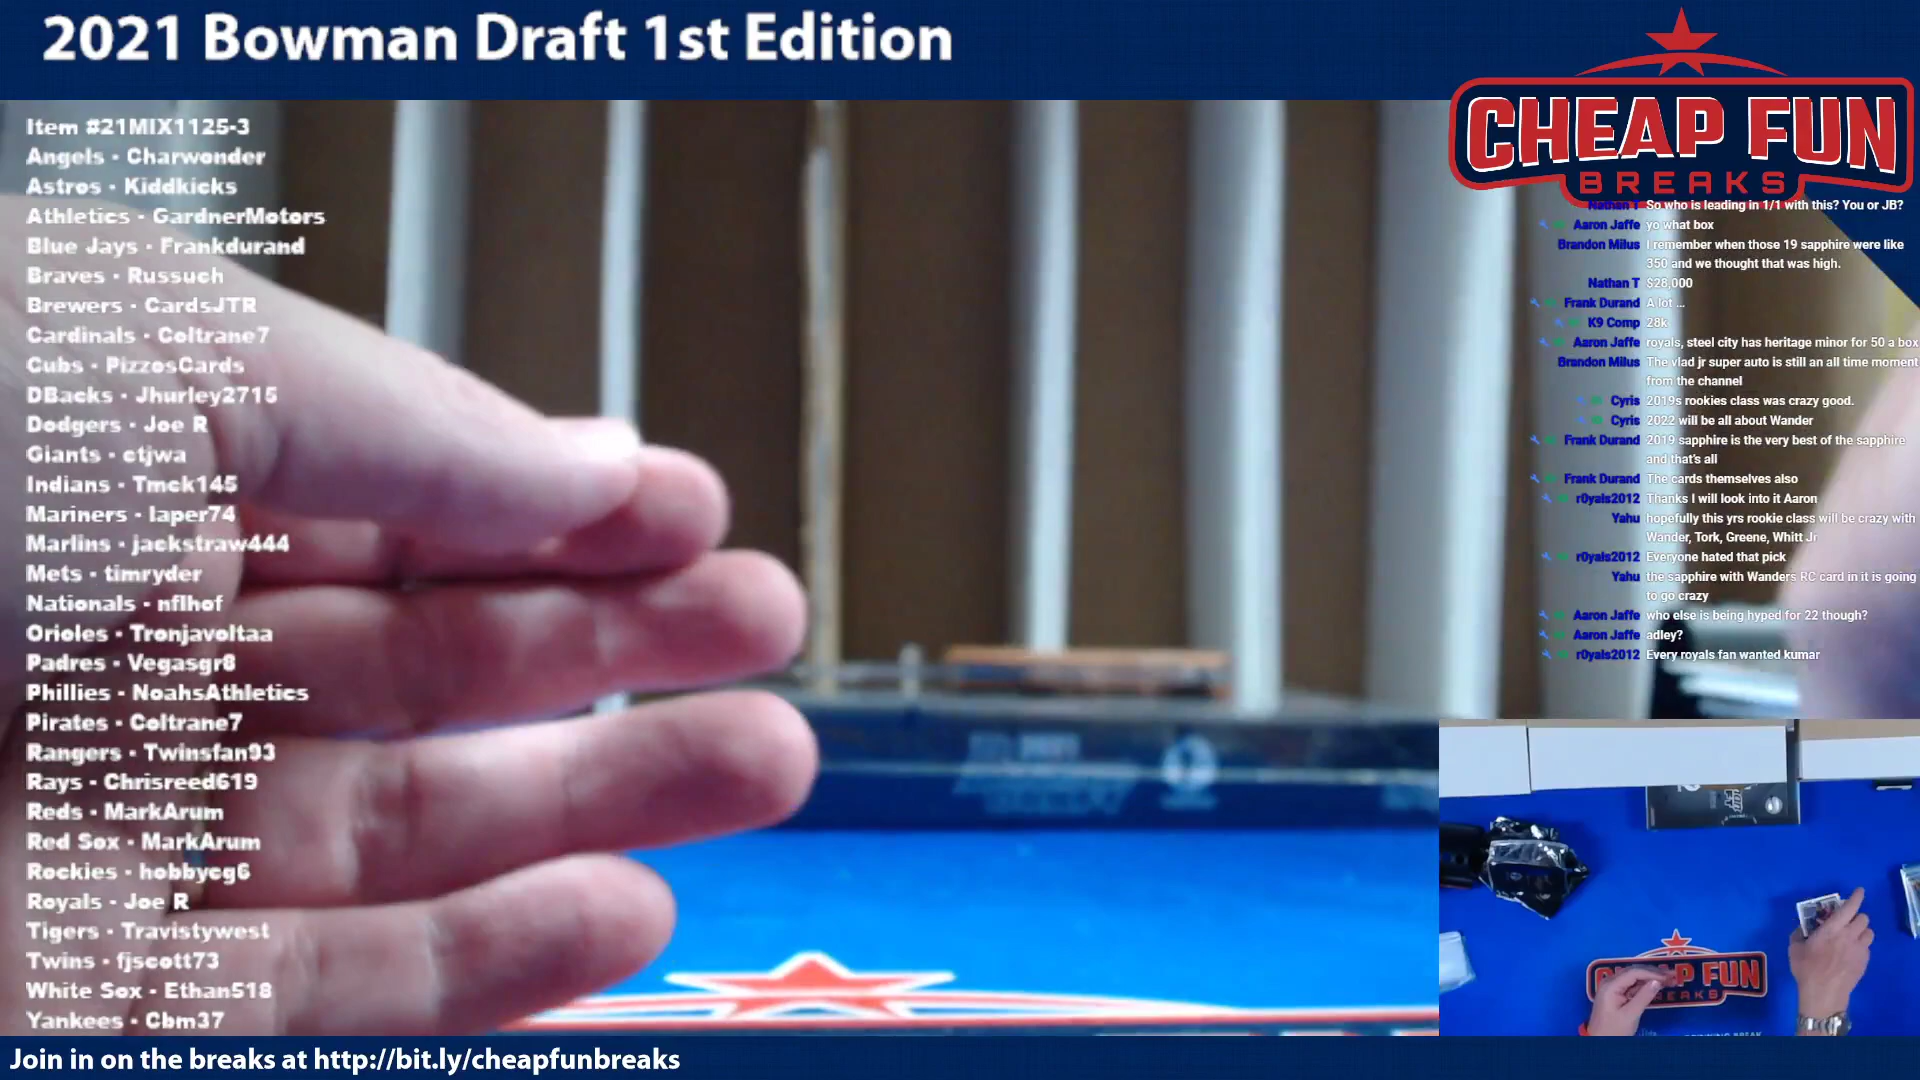 2021 Bowman Draft 1st Edition
CHEAP FUN
BREAKS
Item #21MIX1125-3
Angels - Charwonder
Astros - Kiddkicks
Athletics - GardnerMotors
Blue Jays - Frankdurand
Braves - Russuch
Brewers - CardsJTR
Cardinals - Coltrane7
Cubs - PizzosCards
DBacks - Jhurley2715
Dodgers - Joe R
Giants - ctjwa
Indians - Tmck145
Mariners - laper74
Marlins - jackstraw444
Mets - timryder
Nationals - nflhof
Orioles - Tronjavoltaa
Padres - Vegasgr8
Phillies - NoahsAthletics
Pirates - Coltrane7
Rangers - Twinsfan93
Rays - Chrisreed619
Reds - MarkArum
Red Sox - MarkArum
Rockies - hobbycg6
Royals - Joe R
Tigers - Travistywest
Twins - fjscott73
White Sox - Ethan518
Yankees - Cbm37
Nathan T So who is leading in 1/1 with this? You or JB?
Aaron Jaffe yo what box
Brandon Milus I remember when those 19 sapphire were like
350 and we thought that was high.
Nathan T $28,000
Frank Durand A lot ...
K9 Comp 28k
Aaron Jaffe royals, steel city has heritage minor for 50 a box
Brandon Milus The vlad jr super auto is still an all time moment
from the channel
Cyris 2019s rookies class was crazy good.
Cyris 2022 will be all about Wander
Frank Durand 2019 sapphire is the very best of the sapphire
and that's all
Frank Durand The cards themselves also
r0yals2012 Thanks I will look into it Aaron
Yahu hopefully this yrs rookie class will be crazy with
Wander, Tork, Greene, Whitt Jr
r0yals2012 Everyone hated that pick
Yahu the sapphire with Wanders RC card in it is going
to go crazy
Aaron Jaffe who else is being hyped for 22 though?
Aaron Jaffe adley?
r0yals2012 Every royals fan wanted kumar
CHEAP FUN
BREAKS
Join in on the breaks at http://bit.ly/cheapfunbreaks